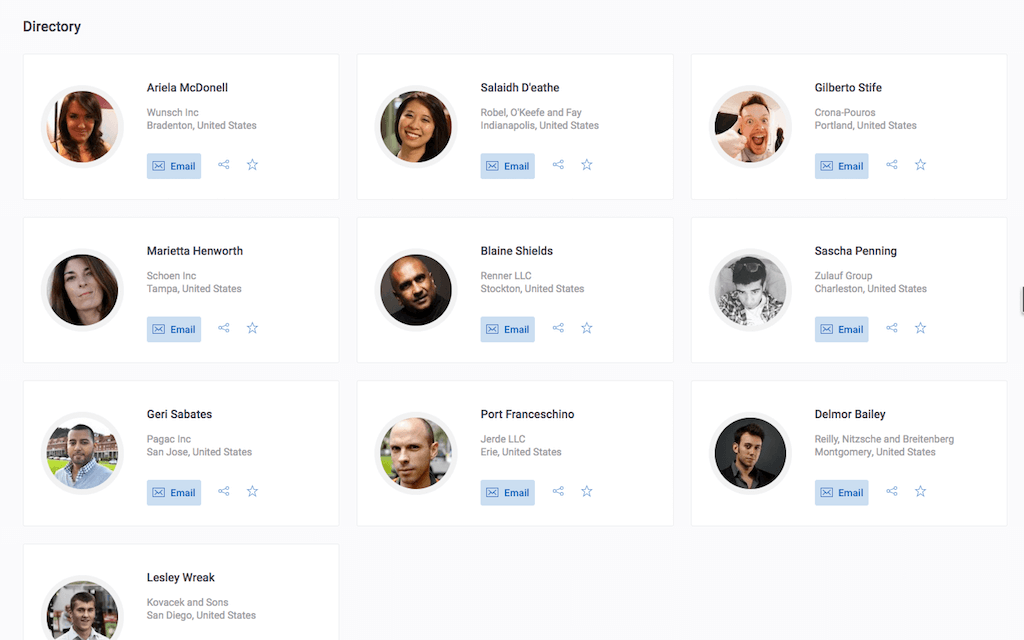 Directory
Ariela McDonell
Wunsch Inc
Bradenton, United States
Email
Salaidh D'eathe
Robel, O'Keefe and Fay
Indianapolis, United States
Email
Gilberto Stife
Crona-Pouros
Portland, United States
Email
Marietta Henworth
Schoen Inc
Tampa, United States
Email
Blaine Shields
Renner LLC
Stockton, United States
Email
Sascha Penning
Zulauf Group
Charleston, United States
Email
Geri Sabates
Pagac Inc
San Jose, United States
Email
Port Franceschino
Jerde LLC
Erie, United States
Email
Delmor Bailey
Reilly, Nitzsche and Breitenberg
Montgomery, United States
Email
Lesley Wreak
Kovacek and Sons
San Diego, United States